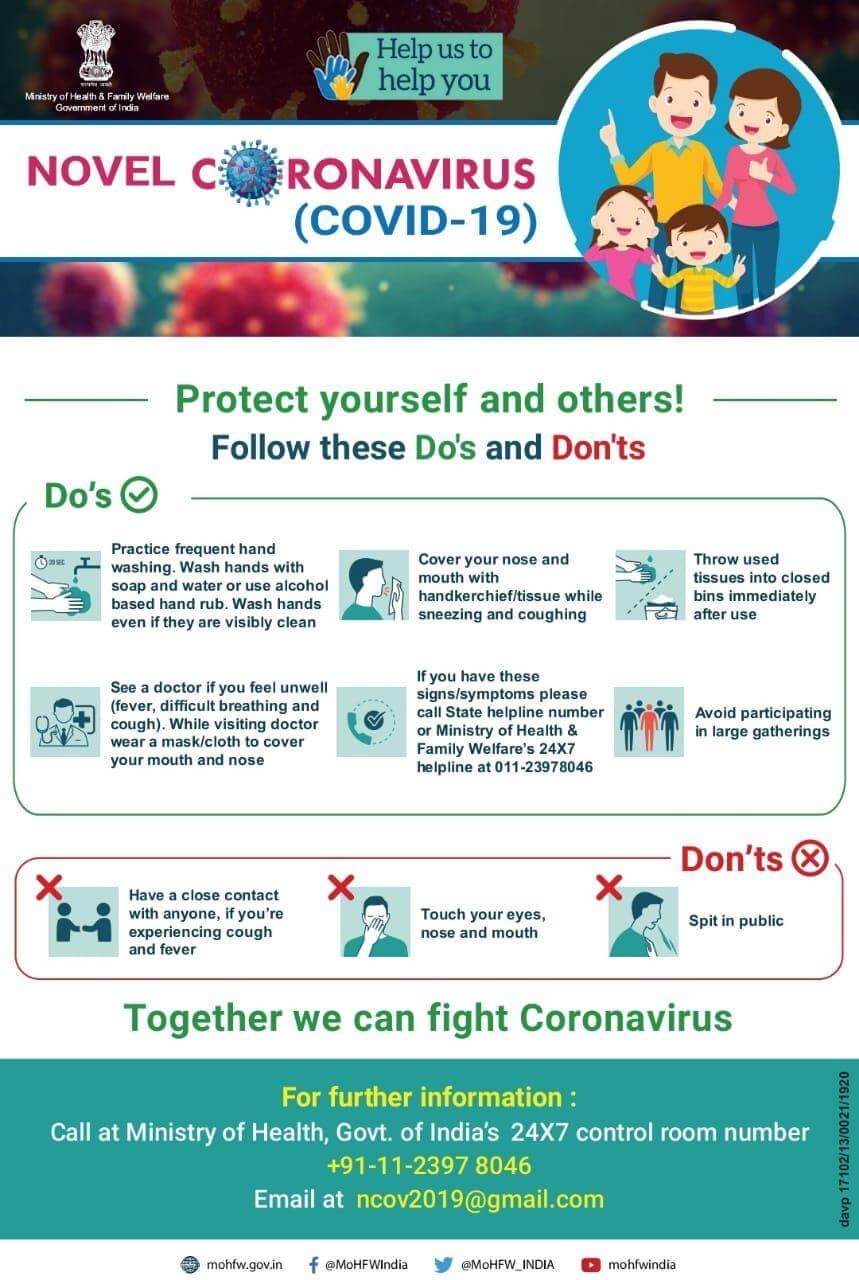 सत्यमेव जयते
Ministry of Health & Family Welfare
Government of India
Help us to
help you
NOVEL CORONAVIRUS
(COVID-19)
Protect yourself and others!
Follow these Do's and Don'ts
Do's
20 SEC
Practice frequent hand
washing. Wash hands with
soap and water or use alcohol
based hand rub. Wash hands
even if they are visibly clean
Cover your nose and
mouth with
handkerchief/tissue while
sneezing and coughing
Throw used
tissues into closed
bins immediately
after use
See a doctor if you feel unwell
(fever, difficult breathing and
cough). While visiting doctor
wear a mask/cloth to cover
your mouth and nose
If you have these
signs/symptoms please
call State helpline number
or Ministry of Health &
Family Welfare's 24X7
helpline at 011-23978046
Avoid participating
in large gatherings
Don'ts
Have a close contact
with anyone, if you're
experiencing cough
and fever
Touch your eyes,
nose and mouth
Spit in public
Together we can fight Coronavirus
For further information :
Call at Ministry of Health, Govt. of India's 24X7 control room number
+91-11-2397 8046
Email at ncov2019@gmail.com
davp 17102/13/0021/1920
mohfw.gov.in
@MoHFWIndia
@MoHFW_INDIA
mohfwindia